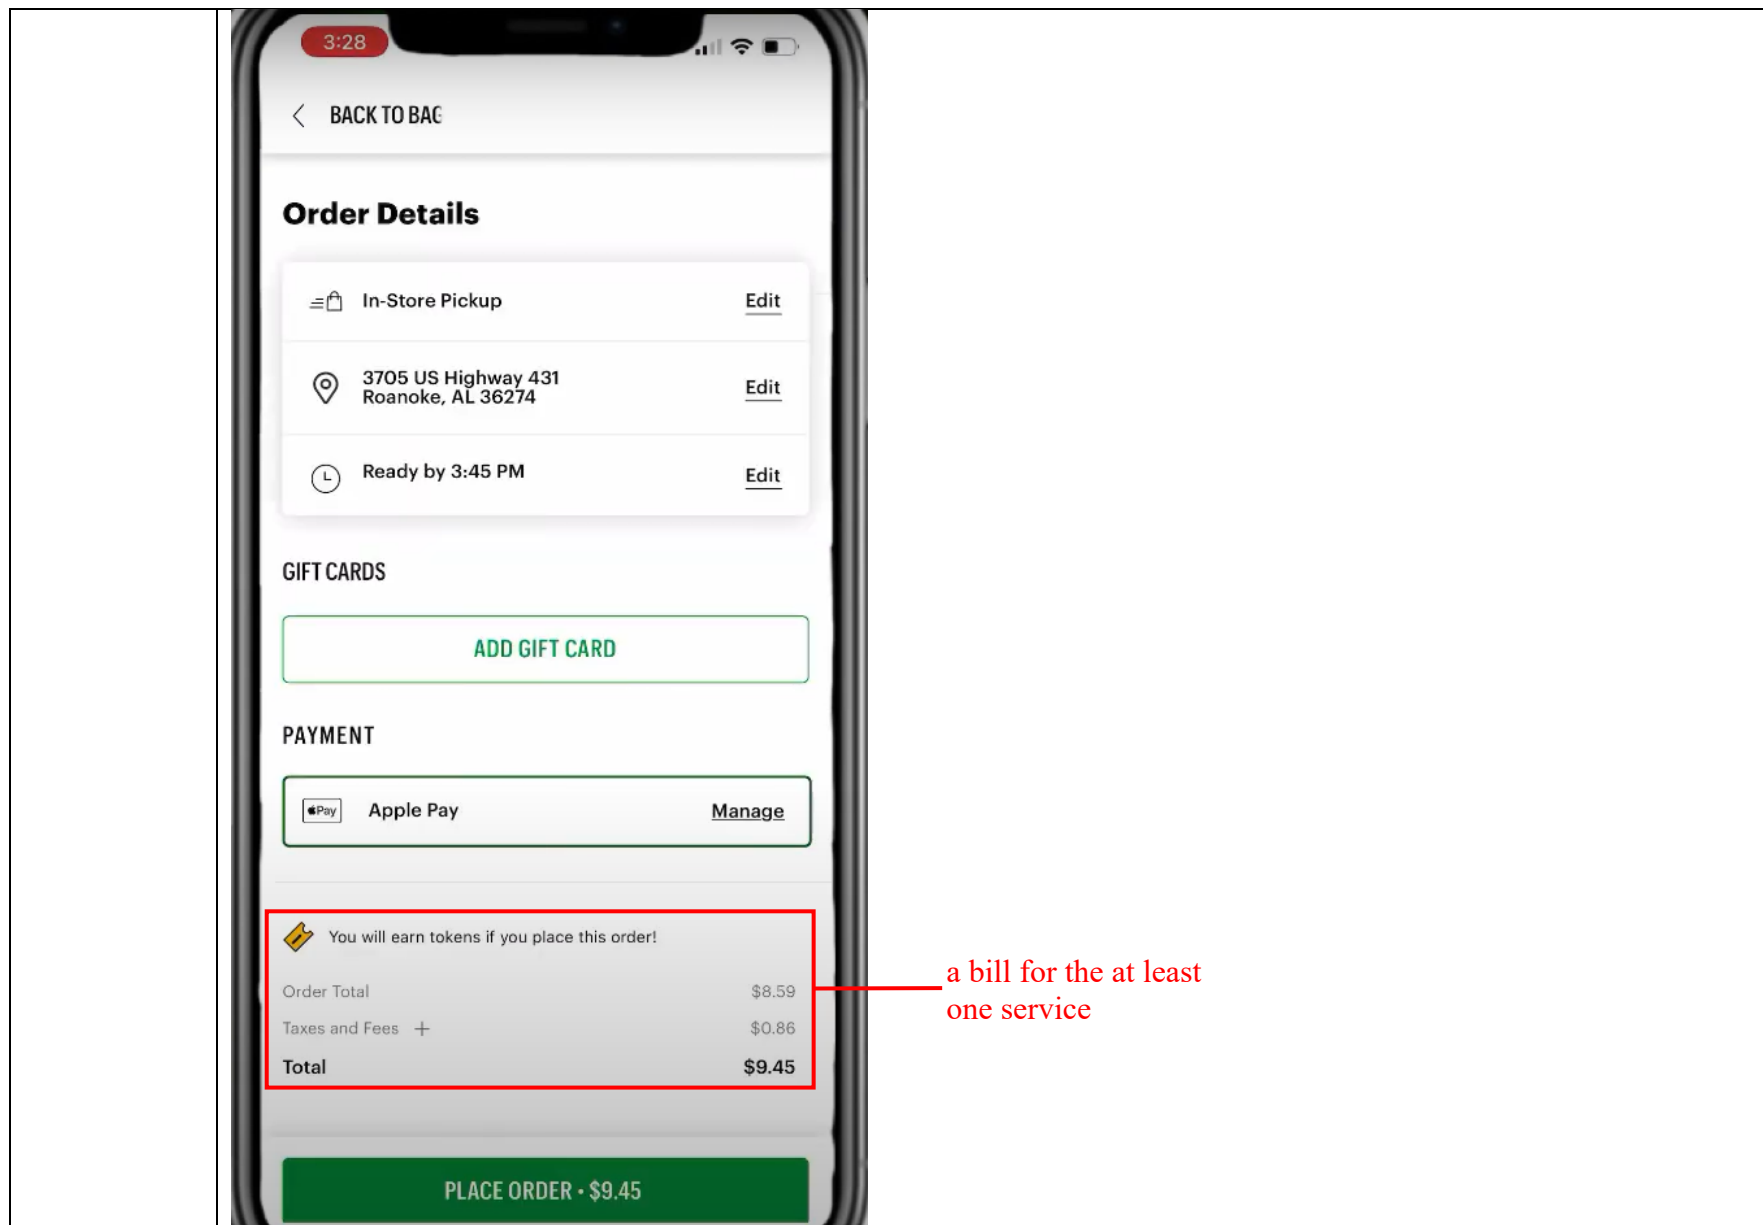 3:28
BACK TO BAG
Order Details
In-Store Pickup Edit
3705 US Highway 431
Roanoke, AL 36274 Edit
Ready by 3:45 PM Edit
GIFT CARDS
ADD GIFT CARD
PAYMENT
Pay Apple Pay Manage
You will earn tokens if you place this order!
Order Total $8.59
Taxes and Fees + $0.86
Total $9.45
PLACE ORDER • $9.45
a bill for the at least
one service